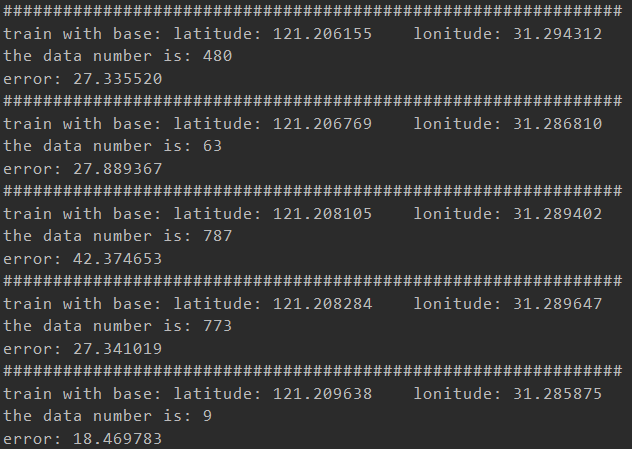 ##############################################################
train with base: latitude: 121.206155    lonitude: 31.294312
the data number is: 480
error: 27.335520
##############################################################
train with base: latitude: 121.206769    lonitude: 31.286810
the data number is: 63
error: 27.889367
##############################################################
train with base: latitude: 121.208105    lonitude: 31.289402
the data number is: 787
error: 42.374653
##############################################################
train with base: latitude: 121.208284    lonitude: 31.289647
the data number is: 773
error: 27.341019
##############################################################
train with base: latitude: 121.209638    lonitude: 31.285875
the data number is: 9
error: 18.469783